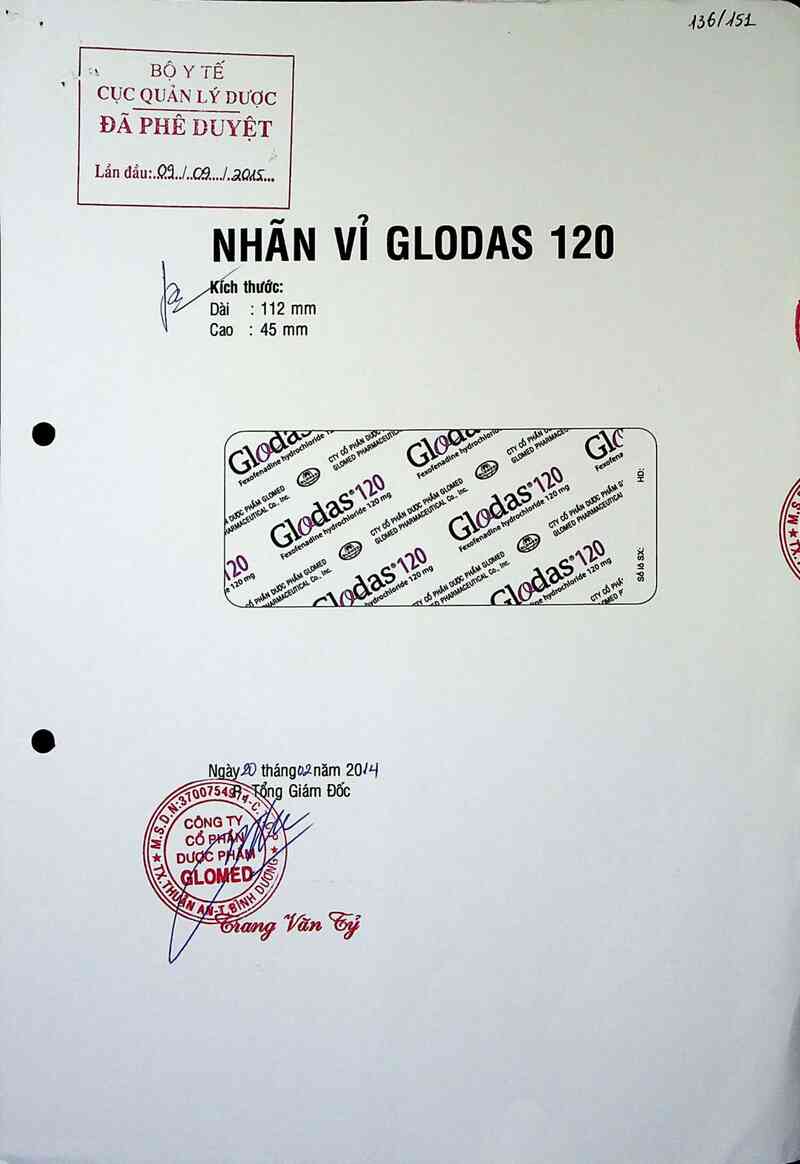 136/151
BỘ Y TẾ
CỤC QUẢN LÝ DƯỢC
ĐÃ PHÊ DUYỆT
Lần đầu:..09../..09..../..2015...
NHÃN VỈ GLODAS 120
Kích thước:
Dài : 112 mm
Cao : 45 mm
Glodas® 120
Fexofenadine hydrochloride 120 mg
CTY CỔ PHẦN DƯỢC PHẨM GLOMED
GLOMED PHARMACEUTICAL Co., Inc.
Số lô SX:
HD:
Ngày 20 tháng 02 năm 2014
P. Tổng Giám Đốc
CÔNG TY
CỔ PHẦN
DƯỢC PHẨM
GLOMED
TX.THUẬN AN-T.BÌNH DƯƠNG
Trang Văn Tỷ